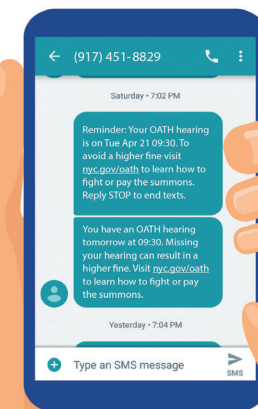 (917) 451-8829
Saturday • 7:02 PM
Reminder: Your OATH hearing
is on Tue Apr 21 09:30. To
avoid a higher fine visit
nyc.gov/oath to learn how to
fight or pay the summons.
Reply STOP to end texts.
You have an OATH hearing
tomorrow at 09:30. Missing
your hearing can result in a
higher fine. Visit nyc.gov/oath
to learn how to fight or pay
the summons.
Yesterday • 7:04 PM
Type an SMS message
SMS